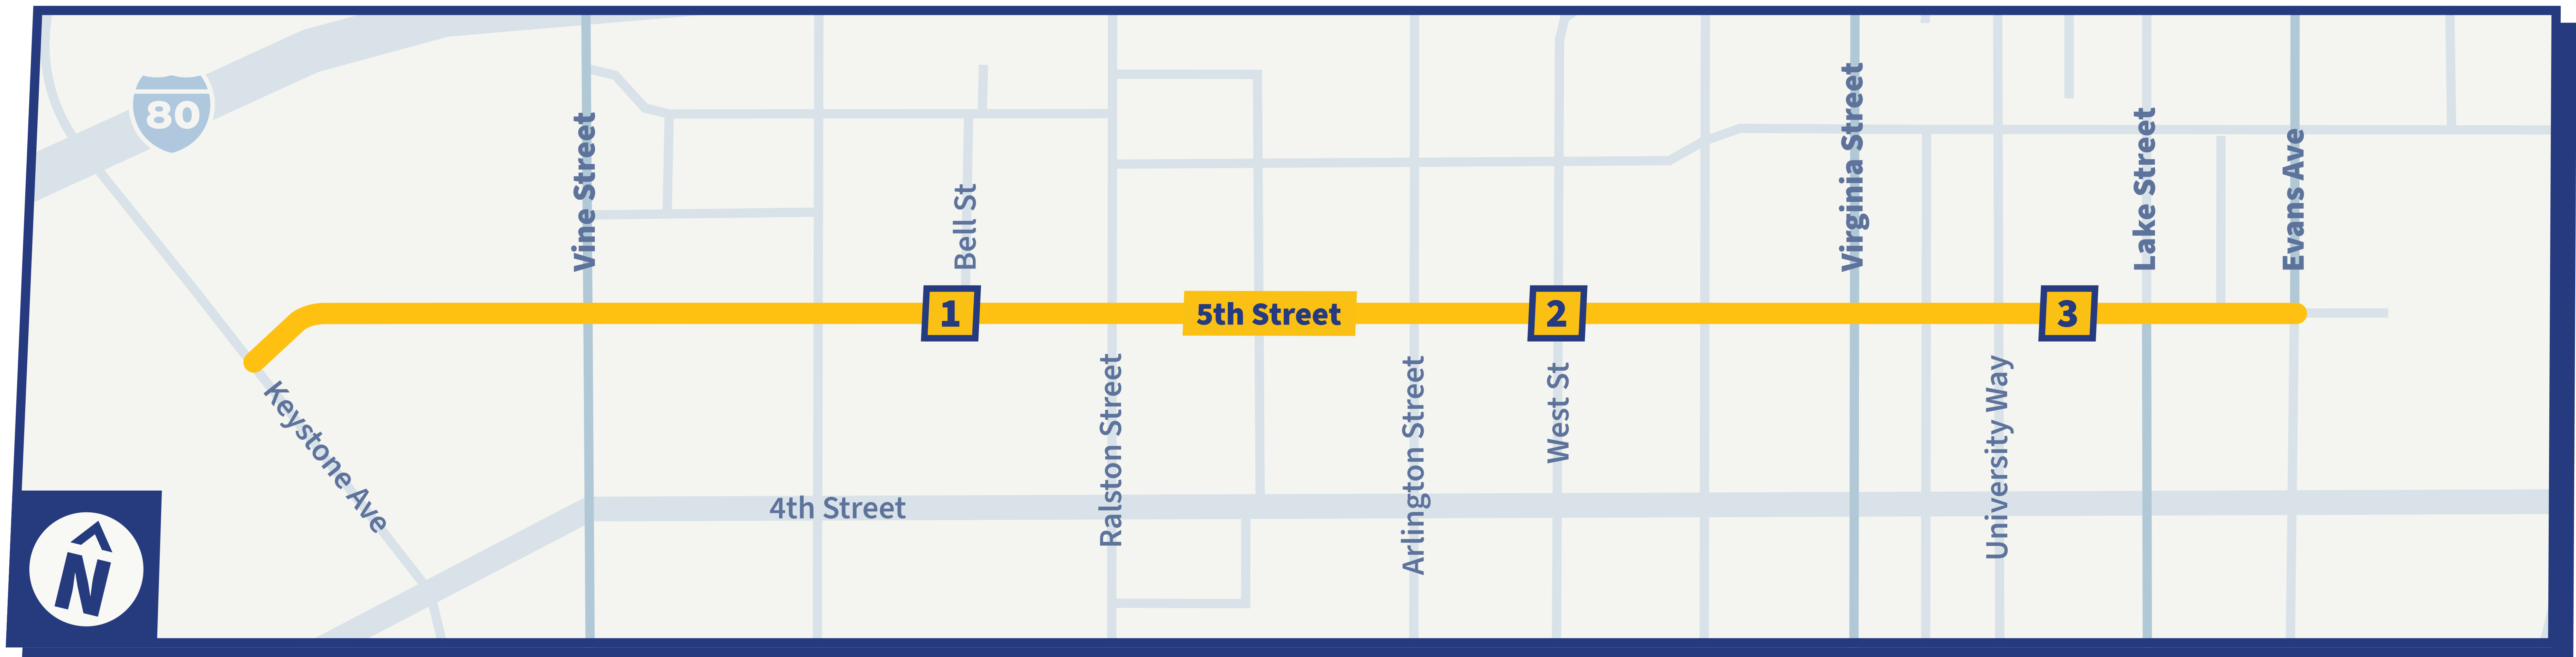 80
Vine Street
Bell St
Virginia Street
Lake Street
Evans Ave
1
5th Street
2
3
Keystone Ave
Ralston Street
Arlington Street
West St
University Way
4th Street
N